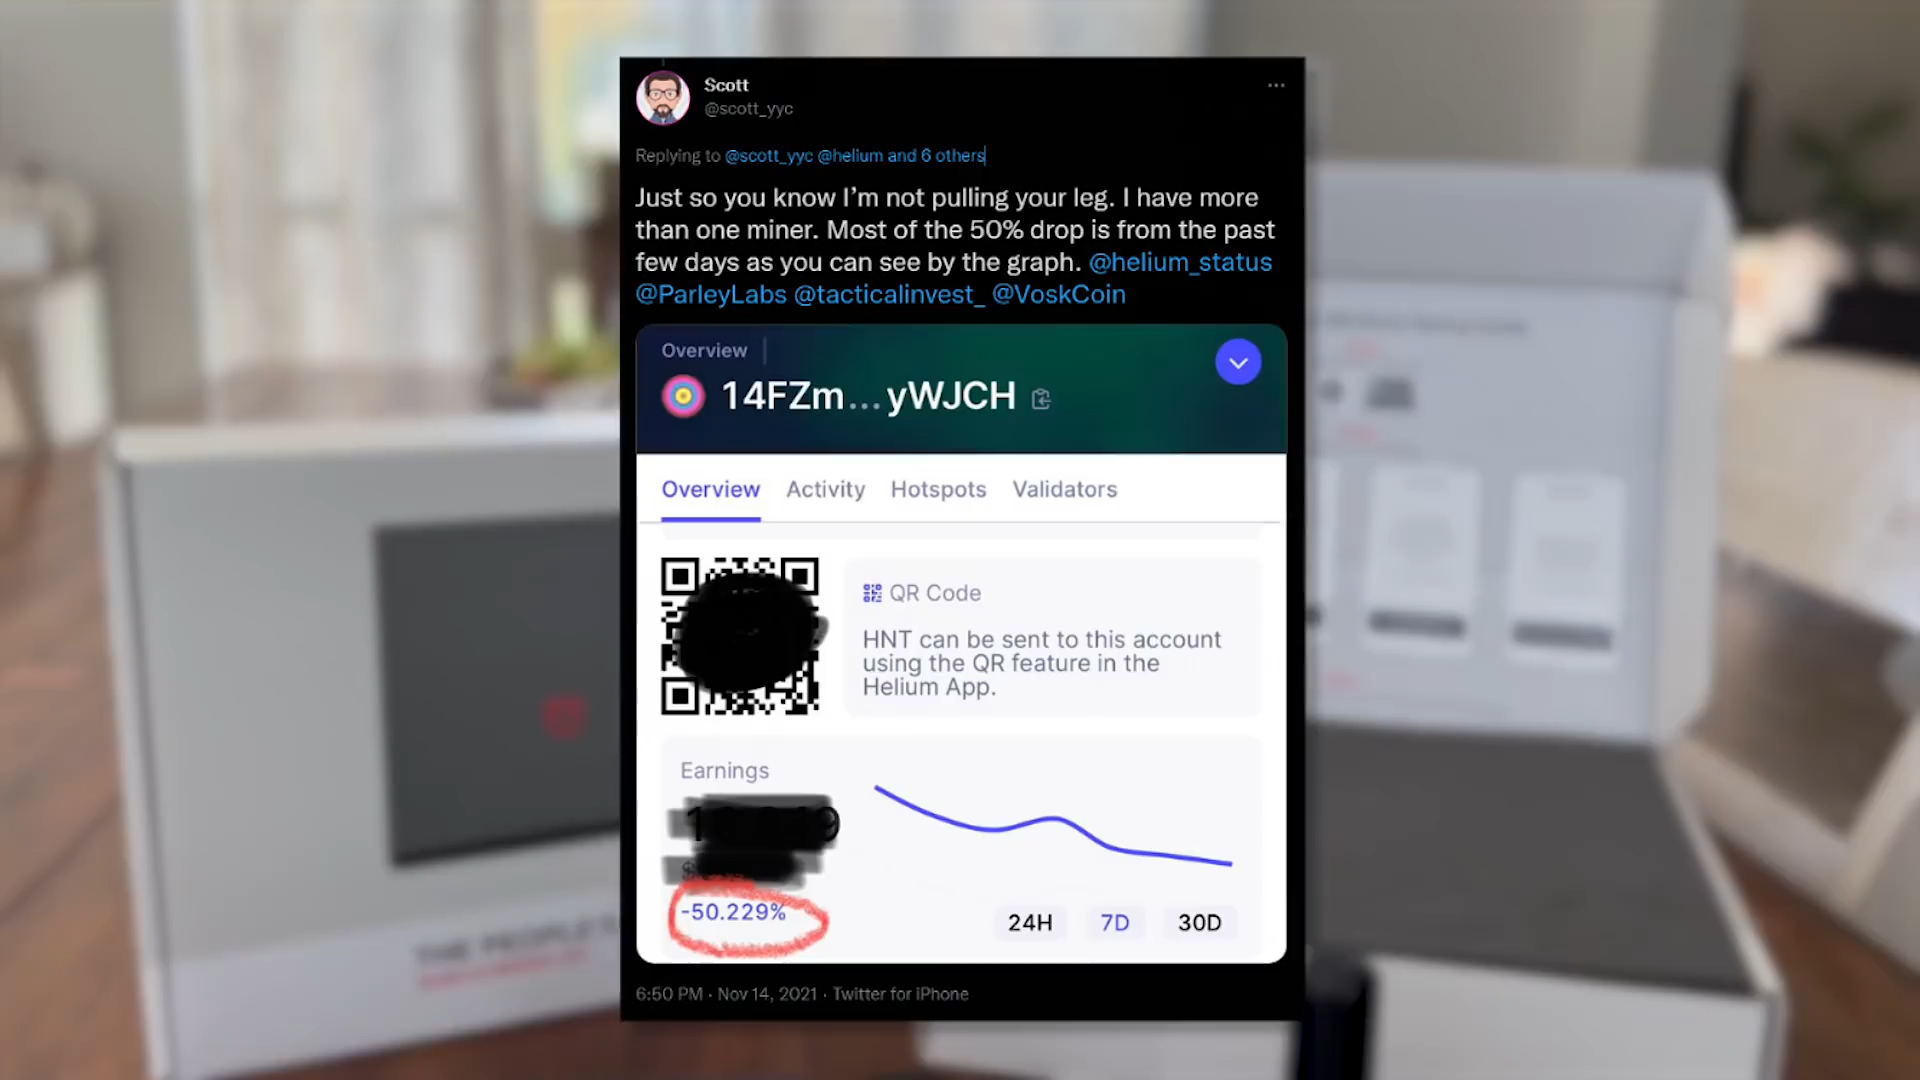 Scott
@scott_yyc
Replying to @scott_yyc @helium and 6 others
Just so you know I'm not pulling your leg. I have more
than one miner. Most of the 50% drop is from the past
few days as you can see by the graph. @helium_status
@ParleyLabs @tacticalinvest_ @VoskCoin
Overview
14FZm...yWJCH
Overview Activity Hotspots Validators
QR Code
HNT can be sent to this account
using the QR feature in the
Helium App.
Earnings
-50.229%
24H 7D 30D
6:50 PM · Nov 14, 2021 · Twitter for iPhone
THE PEOPLE'S